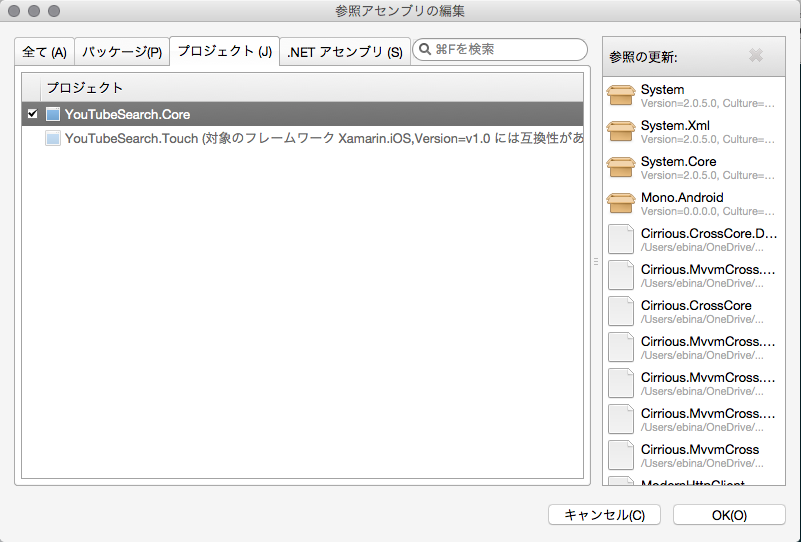 参照アセンブリの編集
全て (A)
パッケージ(P)
プロジェクト (J)
.NET アセンブリ (S)
⌘Fを検索
プロジェクト
YouTubeSearch.Core
YouTubeSearch.Touch (対象のフレームワーク Xamarin.iOS,Version=v1.0 には互換性があ
参照の更新:
System
Version=2.0.5.0, Culture=...
System.Xml
Version=2.0.5.0, Culture=...
System.Core
Version=2.0.5.0, Culture=...
Mono.Android
Version=0.0.0.0, Culture=...
Cirrious.CrossCore.D...
/Users/ebina/OneDrive/...
Cirrious.MvvmCross....
/Users/ebina/OneDrive/...
Cirrious.CrossCore
/Users/ebina/OneDrive/...
Cirrious.MvvmCross....
/Users/ebina/OneDrive/...
Cirrious.MvvmCross....
/Users/ebina/OneDrive/...
Cirrious.MvvmCross....
/Users/ebina/OneDrive/...
Cirrious.MvvmCross
/Users/ebina/OneDrive/...
ModernHttpClient
キャンセル(C)
OK(O)